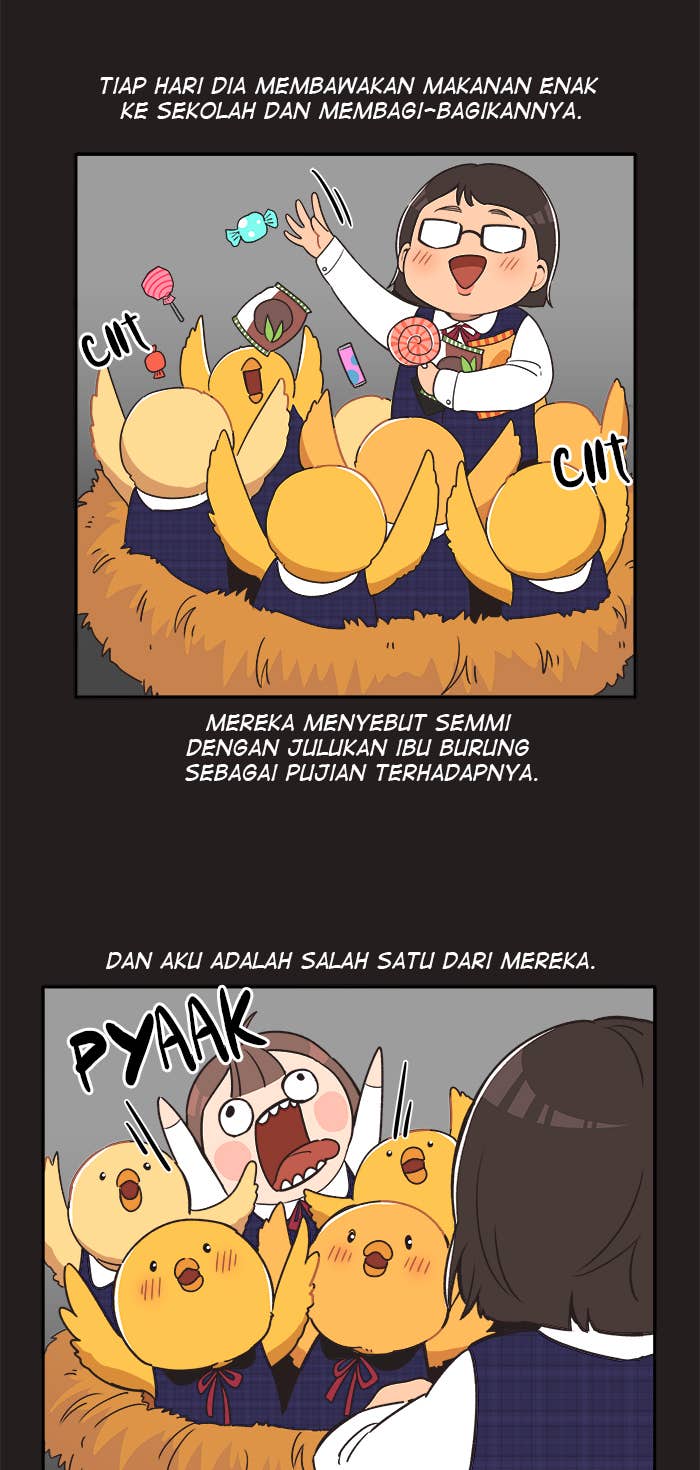 TIAP HARI DIA MEMBAWAKAN MAKANAN ENAK
KE SEKOLAH DAN MEMBAGI-BAGIKANNYA.
CIIT
CIIT
MEREKA MENYEBUT SEMMI
DENGAN JULUKAN IBU BURUNG
SEBAGAI PUJIAN TERHADAPNYA.
DAN AKU ADALAH SALAH SATU DARI MEREKA.
PYAAK